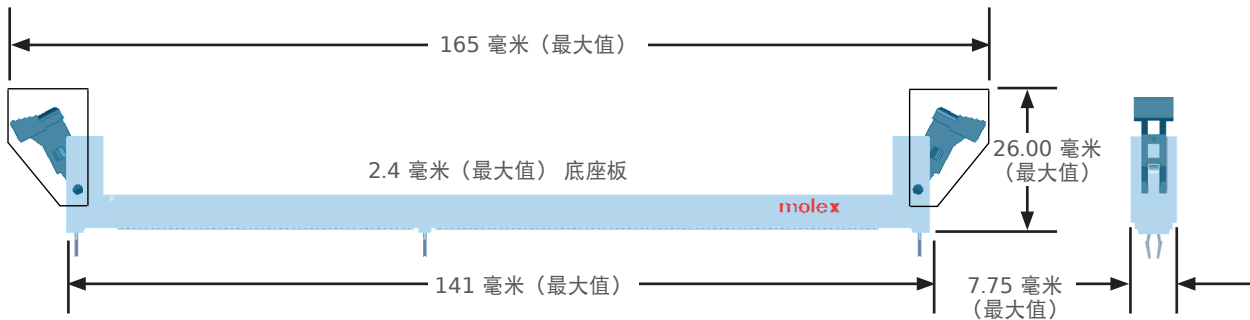 165 毫米（最大值）
2.4 毫米（最大值） 底座板
26.00 毫米
（最大值）
molex
141 毫米（最大值）
7.75 毫米
（最大值）